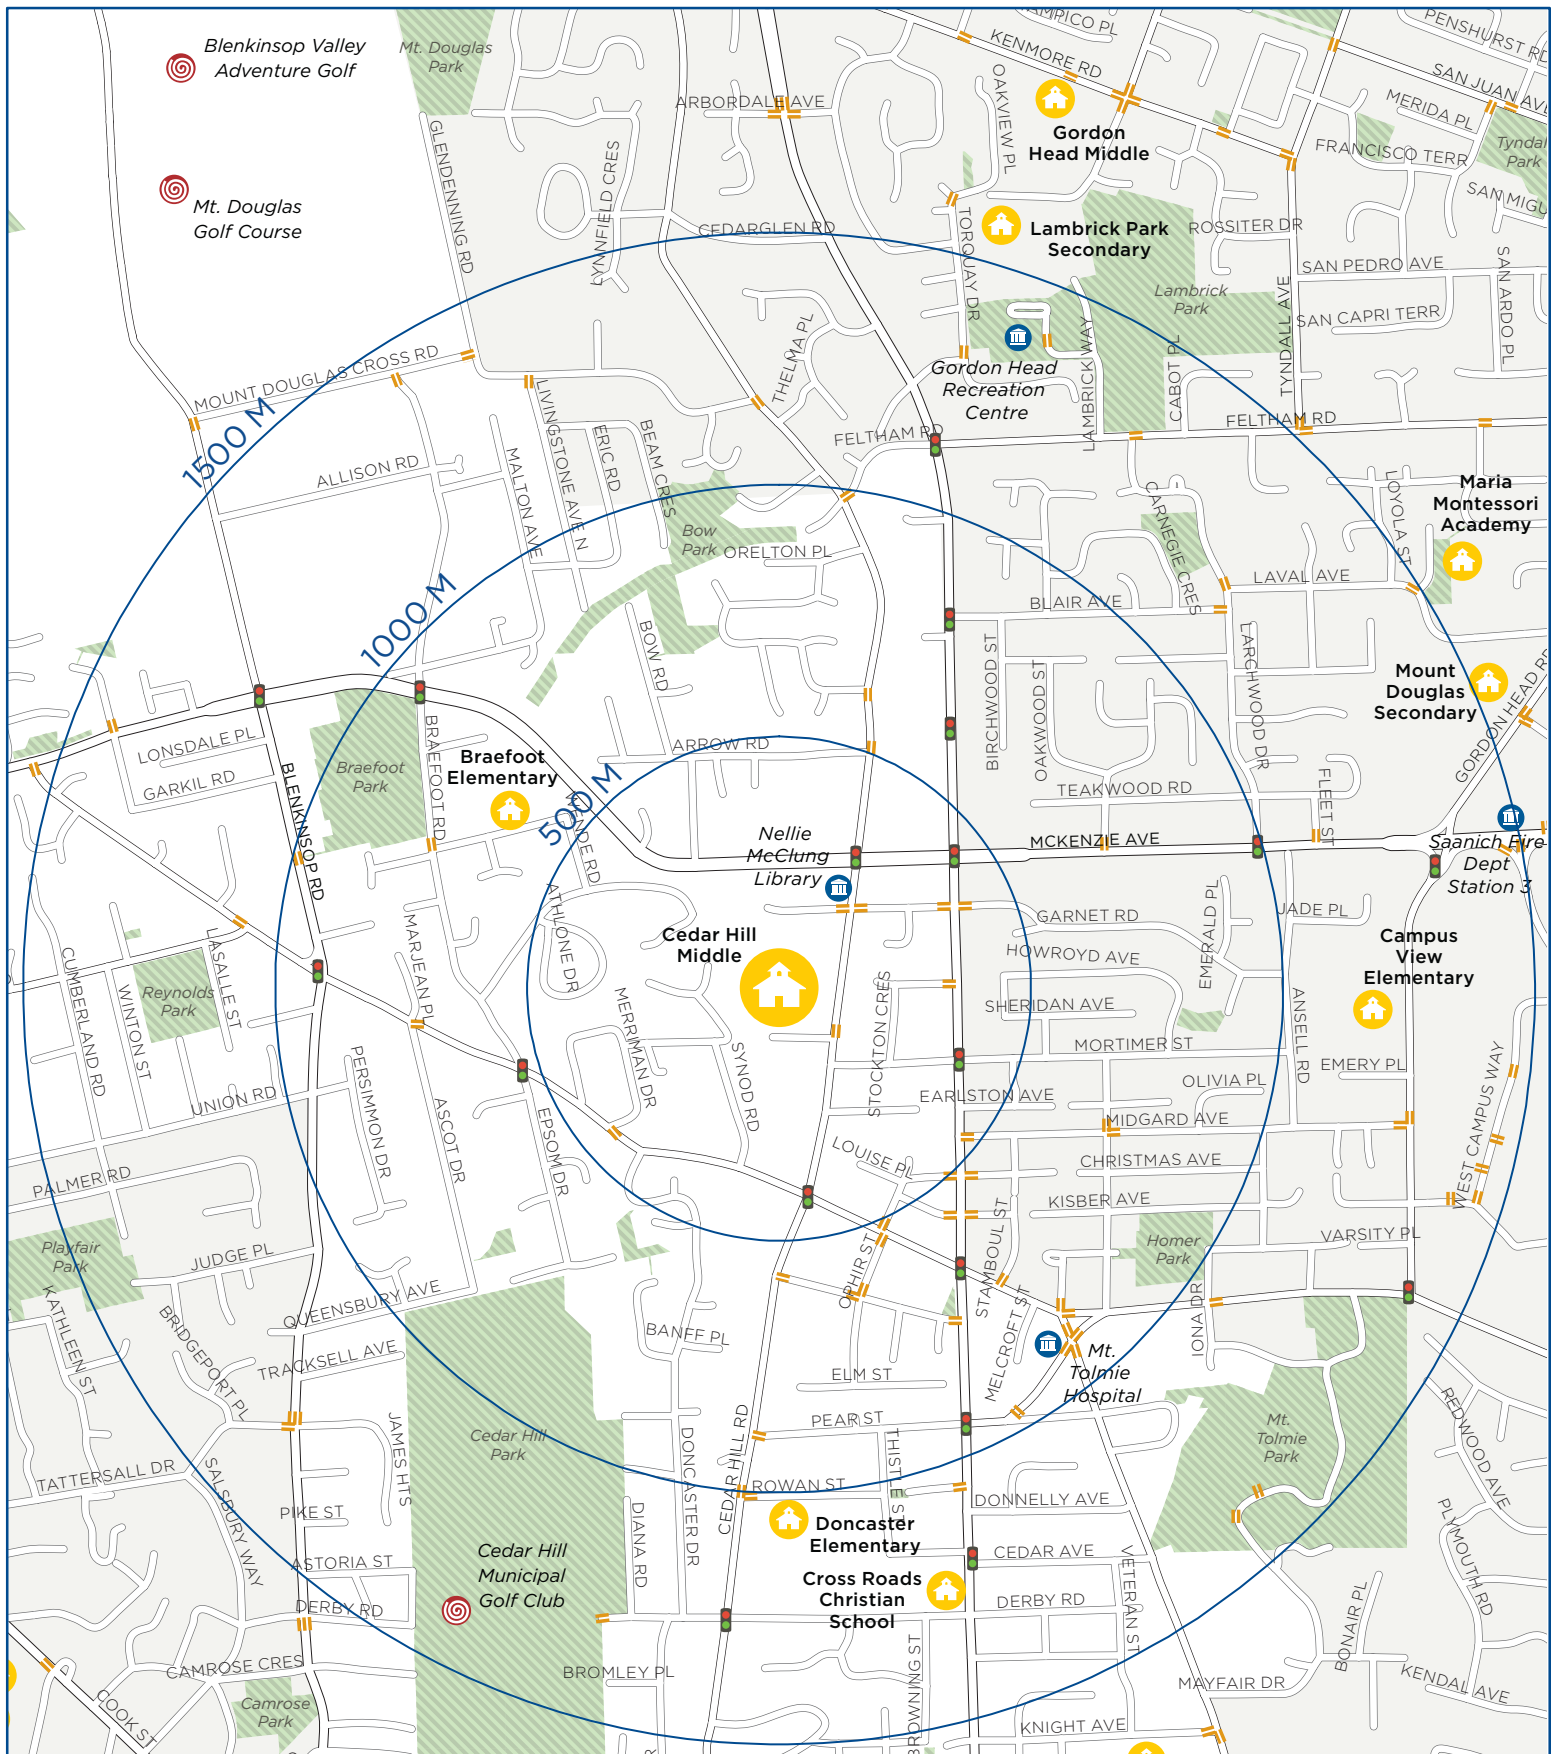 Blenkinsop Valley
Adventure Golf
Mt. Douglas
Park
AMPICO PL
PENSHURST RD
KENMORE RD
SAN JUAN AVE
ARBORDALE AVE
OAKVIEW PL
MERIDA PL
Gordon
Head Middle
GLENDENNING RD
LYNNFIELD CRES
FRANCISCO TERR
Tyndal
Park
Mt. Douglas
Golf Course
SAN MIGU
CEDARGLEN RD
TORQUAY DR
Lambrick Park
Secondary
ROSSITER DR
SAN PEDRO AVE
SAN ARDO PL
Lambrick
Park
TYNDALL AVE
SAN CAPRI TERR
THELMA PL
LAMBRICK WAY
CABOT PL
MOUNT DOUGLAS CROSS RD
Gordon Head
Recreation
Centre
1500 M
LIVINGSTONE AVE N
ERIC RD
BEAM CRES
FELTHAM RD
FELTHAM RD
ALLISON RD
MALTON AVE
CARNEGIE CRES
LOYOLA ST
Maria
Montessori
Academy
Bow
Park
ORELTON PL
LAVAL AVE
BLAIR AVE
1000 M
BOW RD
BIRCHWOOD ST
OAKWOOD ST
LARCHWOOD DR
Mount
Douglas
Secondary
GORDON HEAD RD
LONSDALE PL
GARKIL RD
BLENKINSOP RD
Braefoot
Park
BRAEFOOT RD
Braefoot
Elementary
ARROW RD
500 M
WENDE RD
TEAKWOOD RD
FLEET ST
Nellie
McClung
Library
MCKENZIE AVE
Saanich Fire
Dept
Station 3
ATHLONE DR
GARNET RD
EMERALD PL
JADE PL
CUMBERLAND RD
LASALLE ST
MARJEAN PL
Cedar Hill
Middle
HOWROYD AVE
Campus
View
Elementary
WINTON ST
Reynolds
Park
MERRIMAN DR
STOCKTON CRES
SHERIDAN AVE
ANSELL RD
MORTIMER ST
SYNOD RD
EMERY PL
WEST CAMPUS WAY
PERSIMMON DR
OLIVIA PL
UNION RD
EARLSTON AVE
ASCOT DR
EPSOM DR
MIDGARD AVE
LOUISE PL
CHRISTMAS AVE
PALMER RD
KISBER AVE
STAMBOUL ST
VARSITY PL
Playfair
Park
JUDGE PL
Homer
Park
OPHIR ST
KATHLEEN ST
QUEENSBURY AVE
MELCROFT ST
IONA DR
BRIDGEPORT PL
BANFF PL
Mt.
Tolmie
Hospital
TRACKSELL AVE
ELM ST
REDWOOD AVE
JAMES HTS
Cedar Hill
Park
CEDAR HILL RD
PEAR ST
Mt.
Tolmie
Park
TATTERSALL DR
SALSBURY WAY
DONCASTER DR
THISTLE ST
ROWAN ST
DONNELLY AVE
PLYMOUTH RD
PIKE ST
DIANA RD
Doncaster
Elementary
ASTORIA ST
Cedar Hill
Municipal
Golf Club
CEDAR AVE
VETERAN ST
Cross Roads
Christian
School
DERBY RD
DERBY RD
BONAIR PL
CAMROSE CRES
BROMLEY PL
BROWNING ST
MAYFAIR DR
KENDAL AVE
COOK ST
Camrose
Park
KNIGHT AVE
R